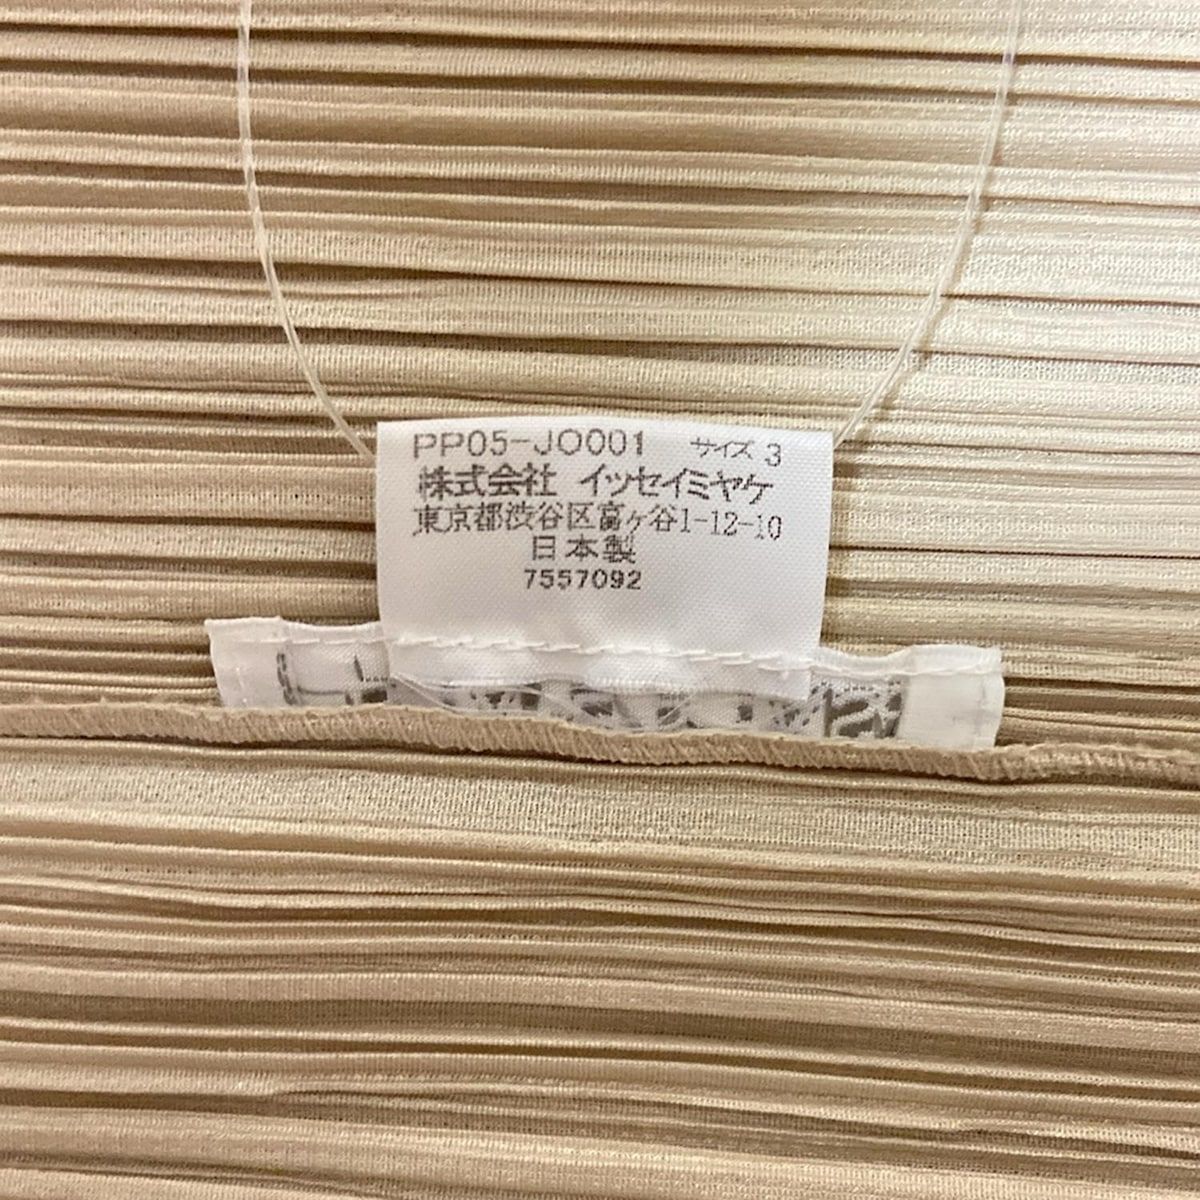 PP05-JO001 サイズ 3
株式会社 イッセイミヤケ
東京都渋谷区富ヶ谷1-12-10
日本製
7557092